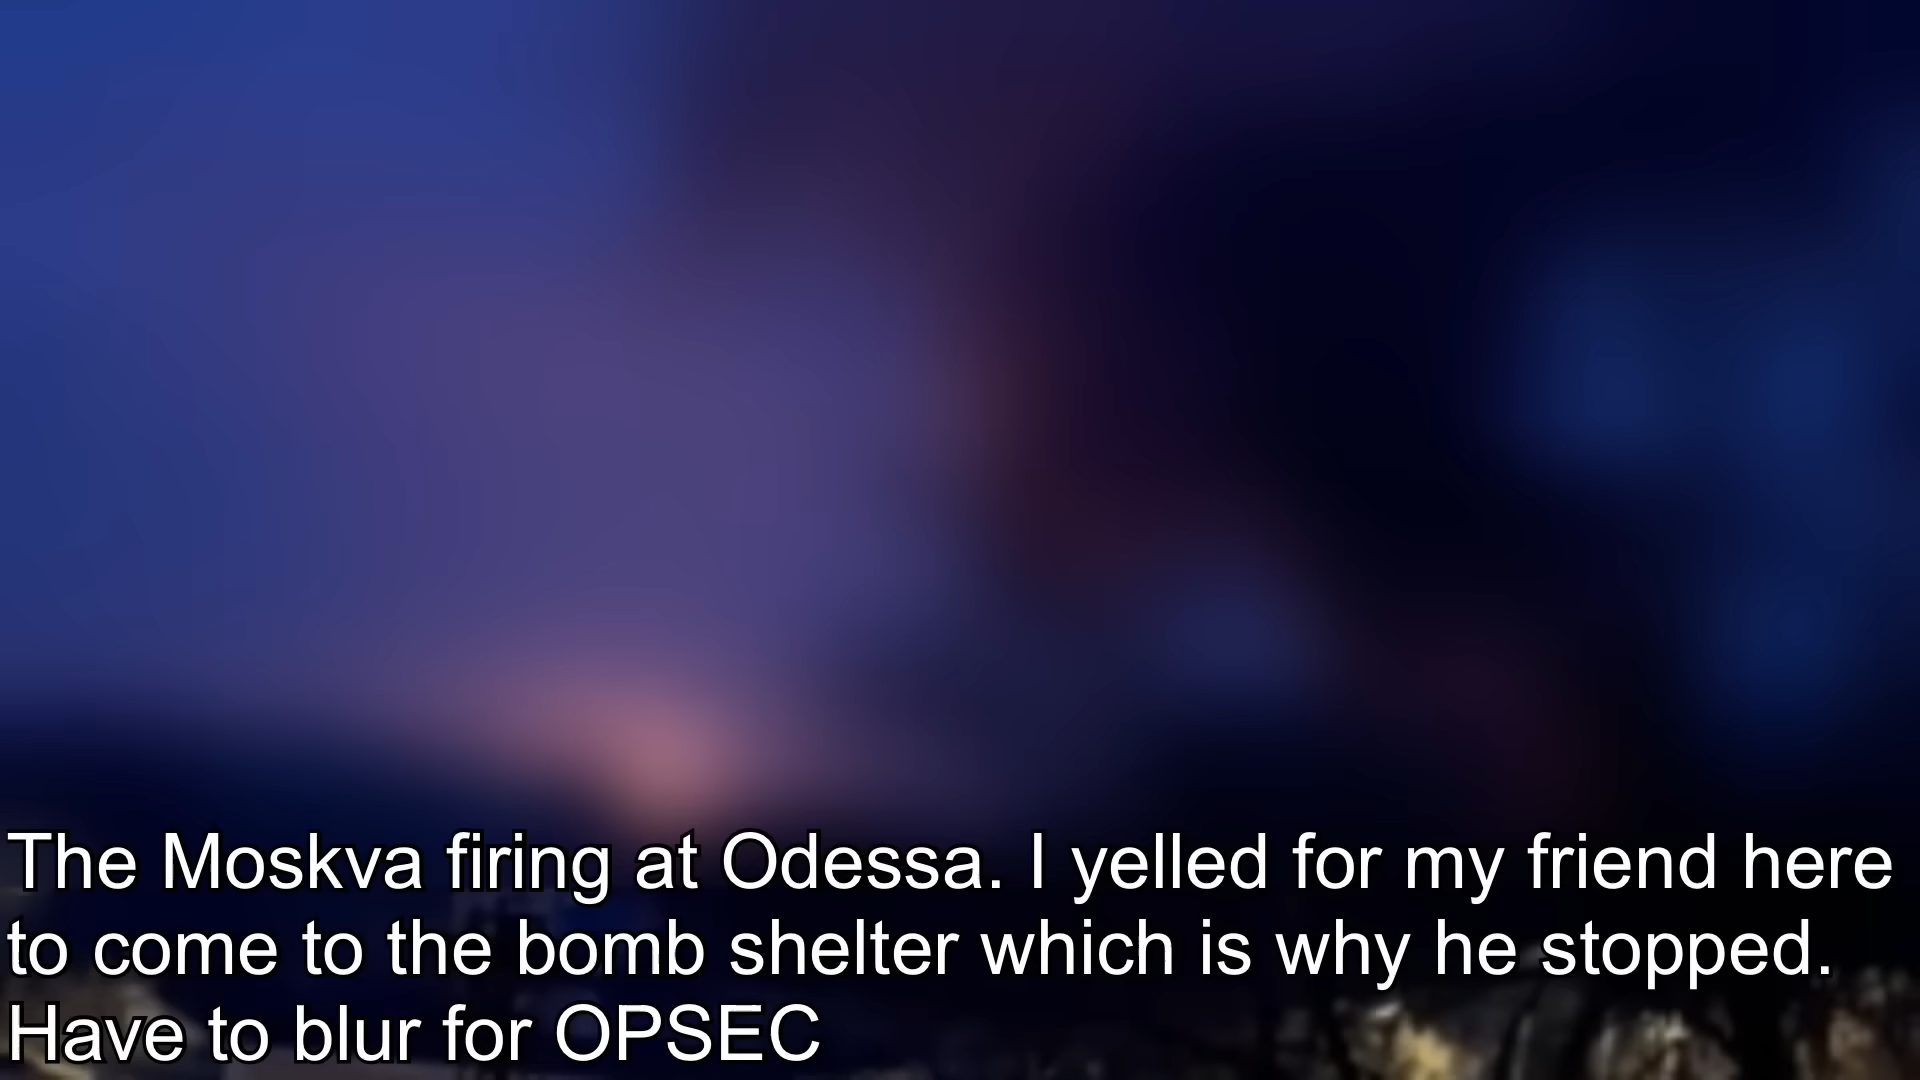 The Moskva firing at Odessa. I yelled for my friend here
to come to the bomb shelter which is why he stopped.
Have to blur for OPSEC